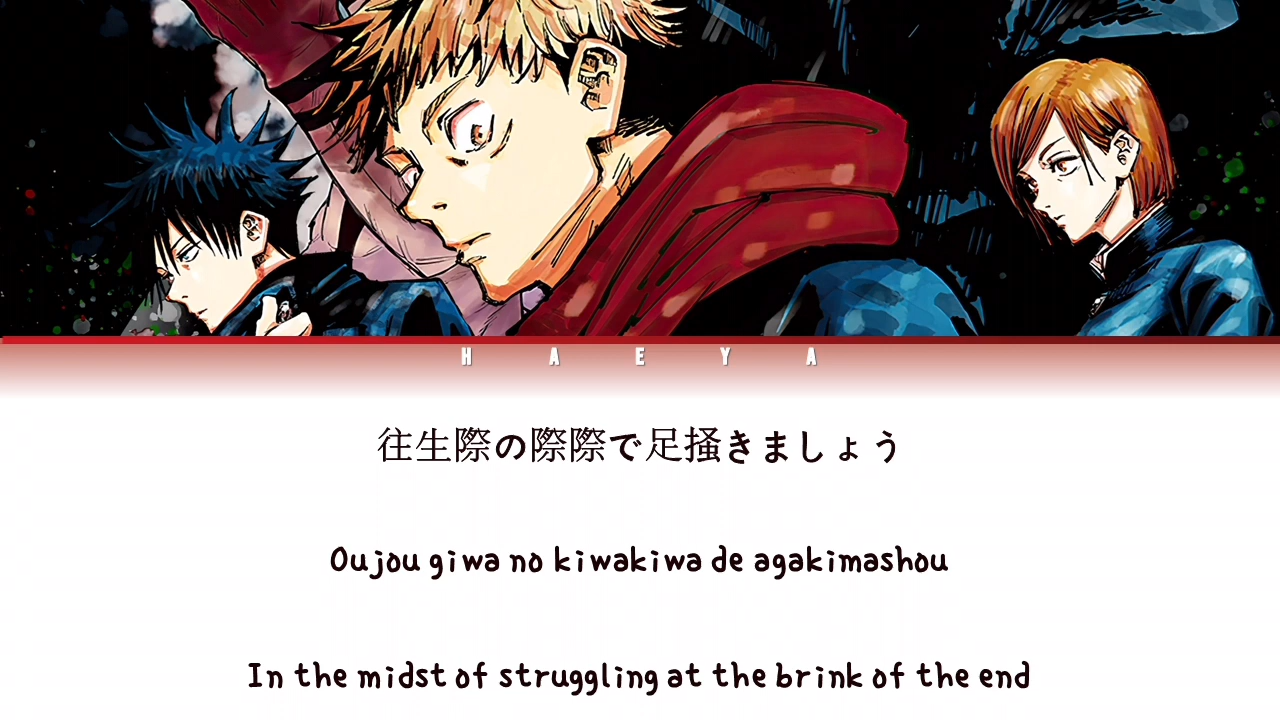 H A E Y A
往生際の際際で足掻きましょう
Oujou giwa no kiwakiwa de agakimashou
In the midst of struggling at the brink of the end